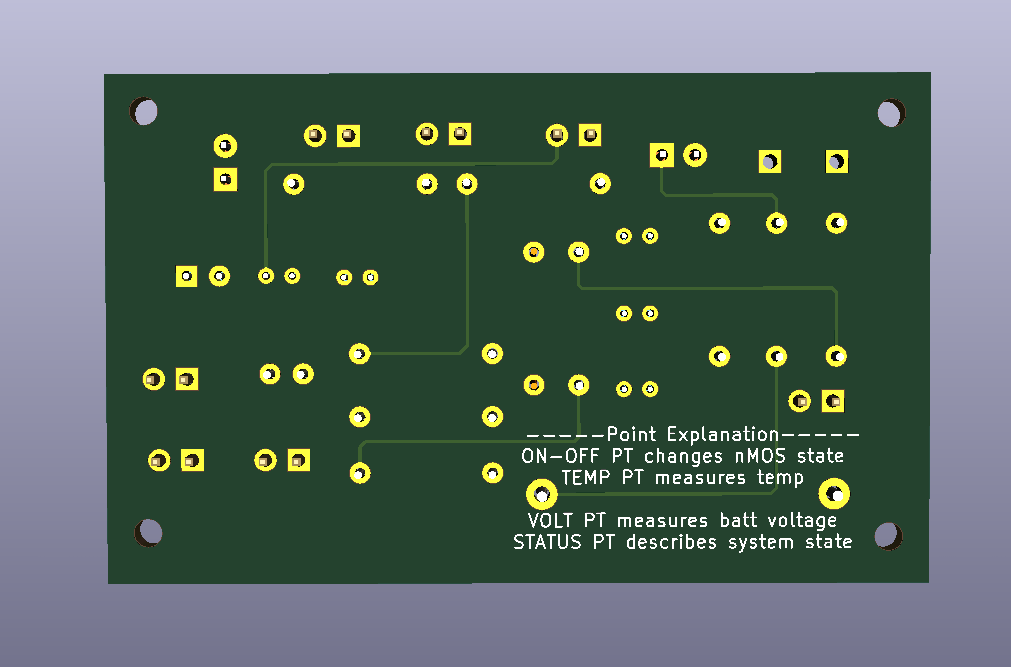 -----Point Explanation-----
ON-OFF PT changes nMOS state
TEMP PT measures temp
VOLT PT measures batt voltage
STATUS PT describes system state